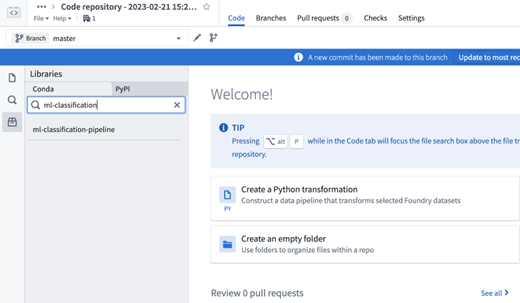 Code repository - 2023-02-21 15:2...
File Help 1
Code Branches Pull requests 0 Checks Settings
Branch master
A new commit has been made to this branch Update to most rec
Libraries
Conda PyPI
ml-classification
ml-classification-pipeline
Welcome!
TIP
Pressing alt P while in the Code tab will focus the file search box above the file tr
repository.
Create a Python transformation
Construct a data pipeline that transforms selected Foundry datasets
PY
Create an empty folder
Use folders to organize files within a repo
Review 0 pull requests See all